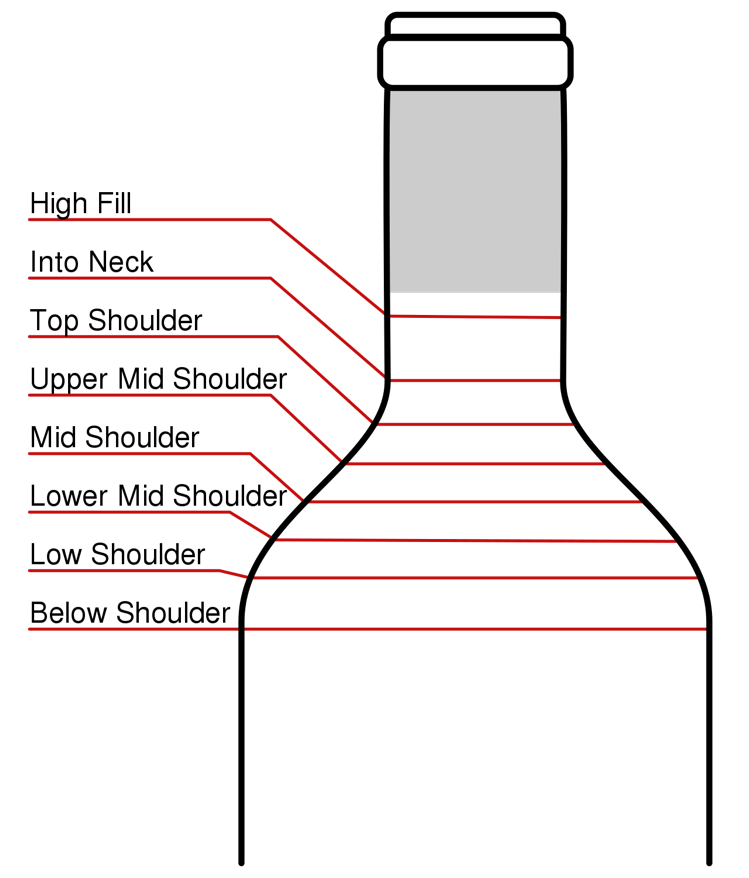 High Fill
Into Neck
Top Shoulder
Upper Mid Shoulder
Mid Shoulder
Lower Mid Shoulder
Low Shoulder
Below Shoulder